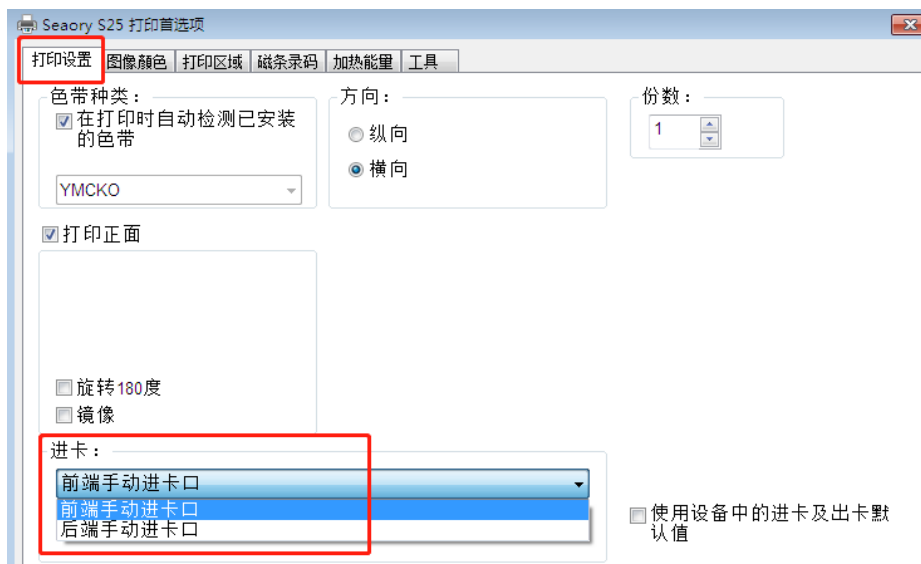 Seaory S25 打印首选项
打印设置 图像颜色 打印区域 磁条录码 加热能量 工具
色带种类：
在打印时自动检测已安装
的色带
YMCKO
方向：
纵向
横向
份数：
1
打印正面
旋转180度
镜像
进卡：
前端手动进卡口
前端手动进卡口
后端手动进卡口
使用设备中的进卡及出卡默
认值